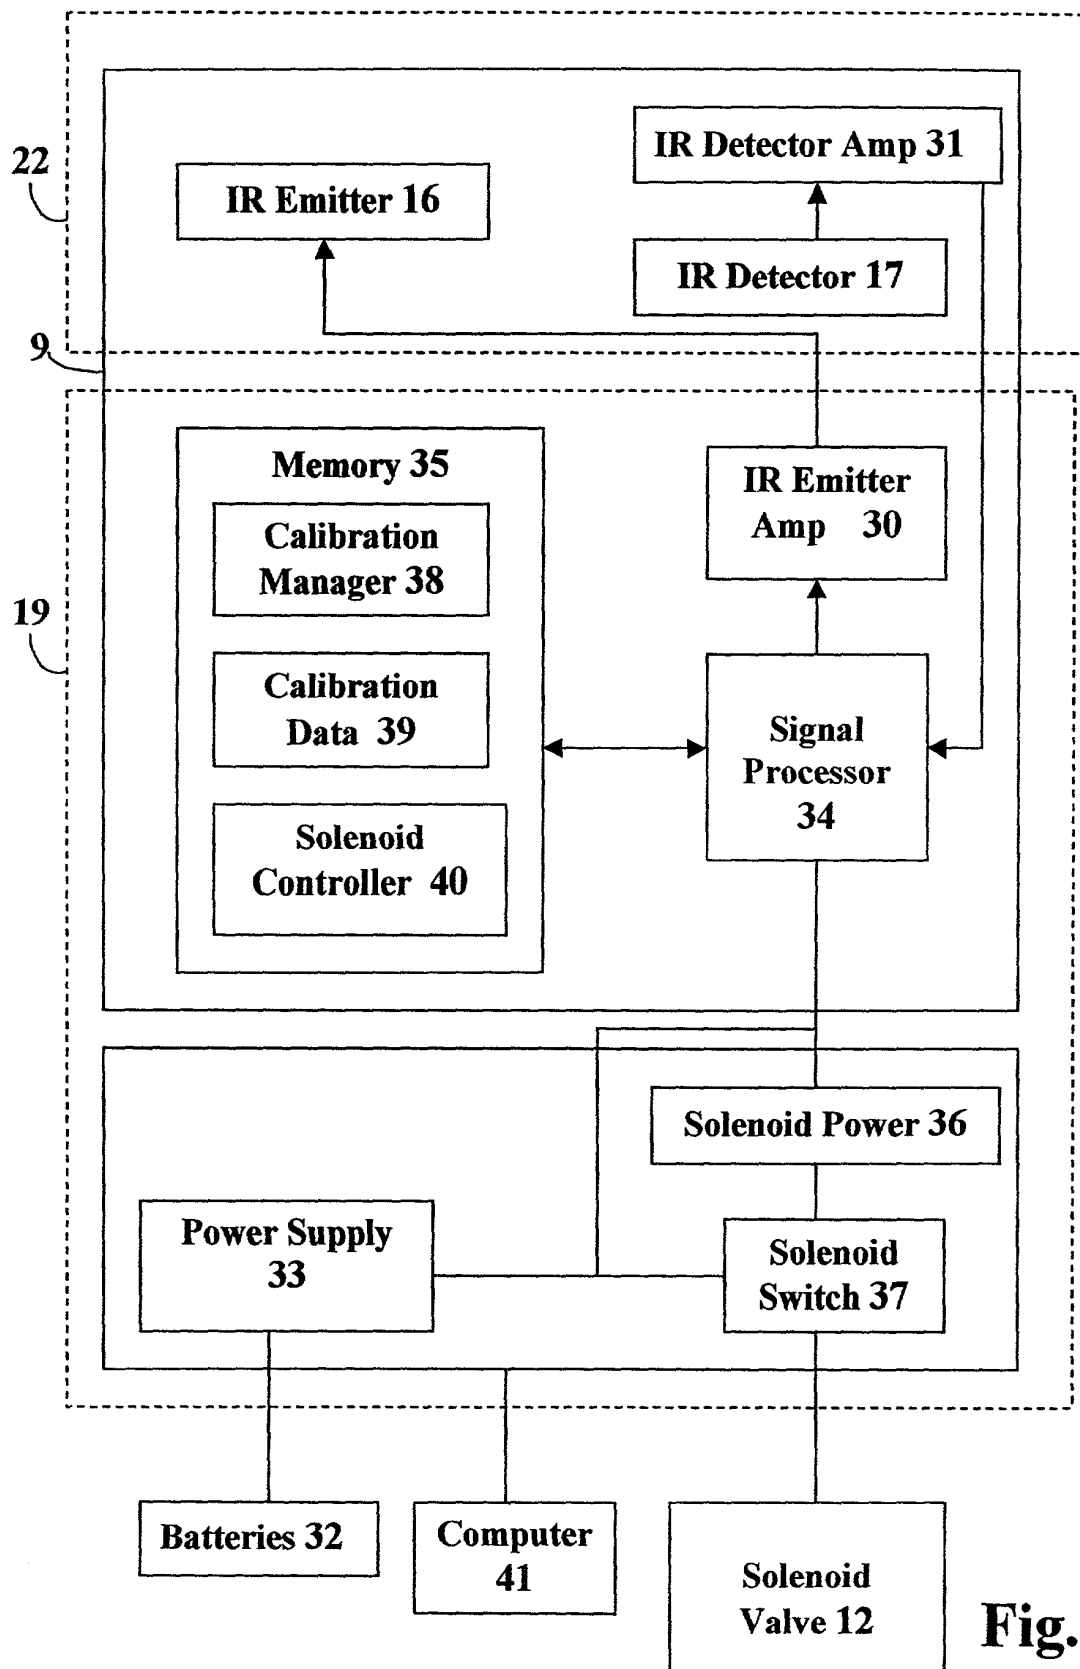 22
IR Detector Amp 31
IR Emitter 16
IR Detector 17
9
Memory 35
Calibration
Manager 38
IR Emitter
Amp 30
19
Calibration
Data 39
Signal
Processor
34
Solenoid
Controller 40
Solenoid Power 36
Power Supply
33
Solenoid
Switch 37
Batteries 32
Computer
41
Solenoid
Valve 12
Fig.